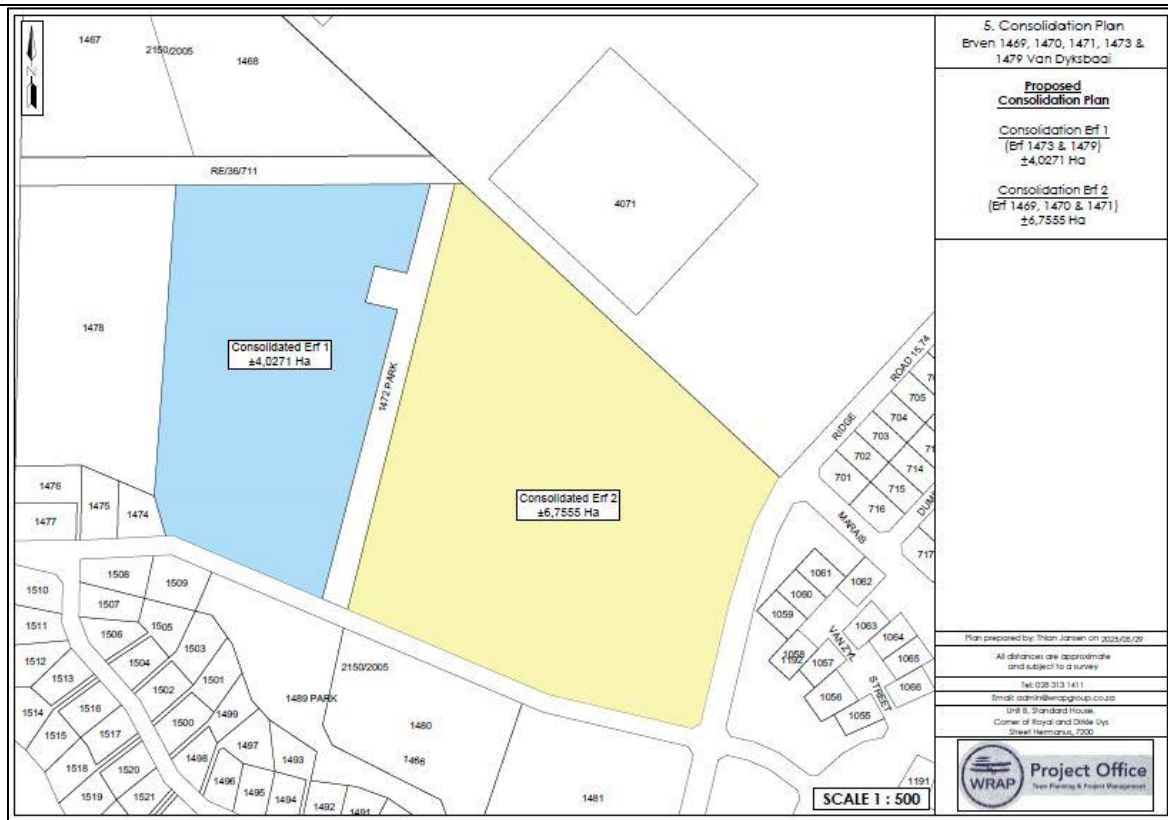 5. Consolidation Plan
Erven 1469, 1470, 1471, 1473 &
1479 Van Dyksbaai
Proposed
Consolidation Plan
Consolidation Erf 1
(Erf 1473 & 1479)
±4,0271 Ha
Consolidation Erf 2
(Erf 1469, 1470 & 1471)
±6,7555 Ha
N
1467
2150/2005
1468
RE/36/711
4071
1478
Consolidated Erf 1
±4,0271 Ha
1472 PARK
Consolidated Erf 2
±6,7555 Ha
RIDGE
ROAD 15,74
705
704
703
702
701
714
715
716
717
MARAIS
1476
1475
1474
1477
1508
1509
1510
1507
1511
1506
1505
1503
1512
1504
1513
1501
1502
1514
1516
1499
1500
1515
1517
1497
1498
1493
1518
1520
1496
1495
1494
1492
1491
1519
1521
2150/2005
1489 PARK
1480
1466
1481
1061
1062
1060
1059
1063
1058
1192
1057
1064
VAN ZYL
STREET
1065
1056
1066
1055
1191
SCALE 1 : 500
Plan prepared by: Thian Jansen on 2025/05/29
All distances are approximate
and subject to a survey
Tel: 028 313 1411
Email: admin@wrapgroup.co.za
Unit B, Standard House,
Corner of Royal and Dirkie Uys
Street Hermanus, 7200
WRAP
Project Office
Town Planning & Project Management